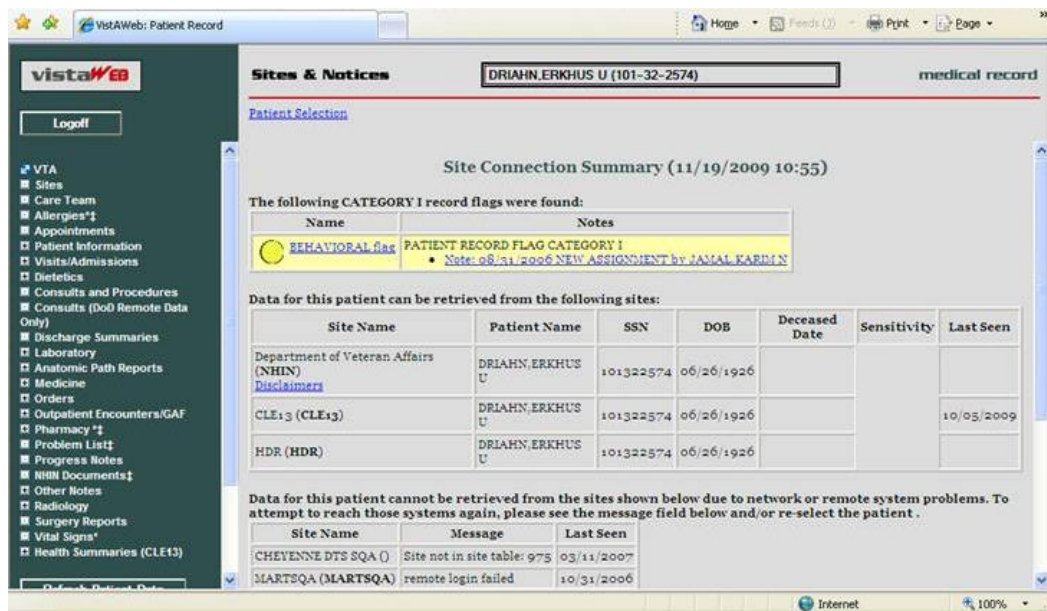 VistAWeb: Patient Record
Home
Feeds (J)
Print
Page
»
vistaWEB
Sites & Notices
DRIAHN,ERKHUS U (101-32-2574)
medical record
Logoff
Patient Selection
VTA
Sites
Care Team
Allergies*‡
Appointments
Patient Information
Visits/Admissions
Dietetics
Consults and Procedures
Consults (DoD Remote Data
Only)
Discharge Summaries
Laboratory
Anatomic Path Reports
Medicine
Orders
Outpatient Encounters/GAF
Pharmacy *‡
Problem List‡
Progress Notes
NHIN Documents‡
Other Notes
Radiology
Surgery Reports
Vital Signs*
Health Summaries (CLE13)
Refresh Patient Data
Site Connection Summary (11/19/2009 10:55)
The following CATEGORY I record flags were found:
Name Notes
BEHAVIORAL flag PATIENT RECORD FLAG CATEGORY I
• Note: 08/31/2006 NEW ASSIGNMENT by JAMAL,KARIM N
Data for this patient can be retrieved from the following sites:
Site Name Patient Name SSN DOB Deceased Date Sensitivity Last Seen
Department of Veteran Affairs
(NHIN)
Disclaimers
DRIAHN,ERKHUS
U
101322574 06/26/1926
CLE13 (CLE13) DRIAHN,ERKHUS
U
101322574 06/26/1926 10/05/2009
HDR (HDR) DRIAHN,ERKHUS
U
101322574 06/26/1926
Data for this patient cannot be retrieved from the sites shown below due to network or remote system problems. To
attempt to reach those systems again, please see the message field below and/or re-select the patient .
Site Name Message Last Seen
CHEYENNE DTS SQA () Site not in site table: 975 03/11/2007
MARTSQA (MARTSQA) remote login failed 10/31/2006
Internet
100%